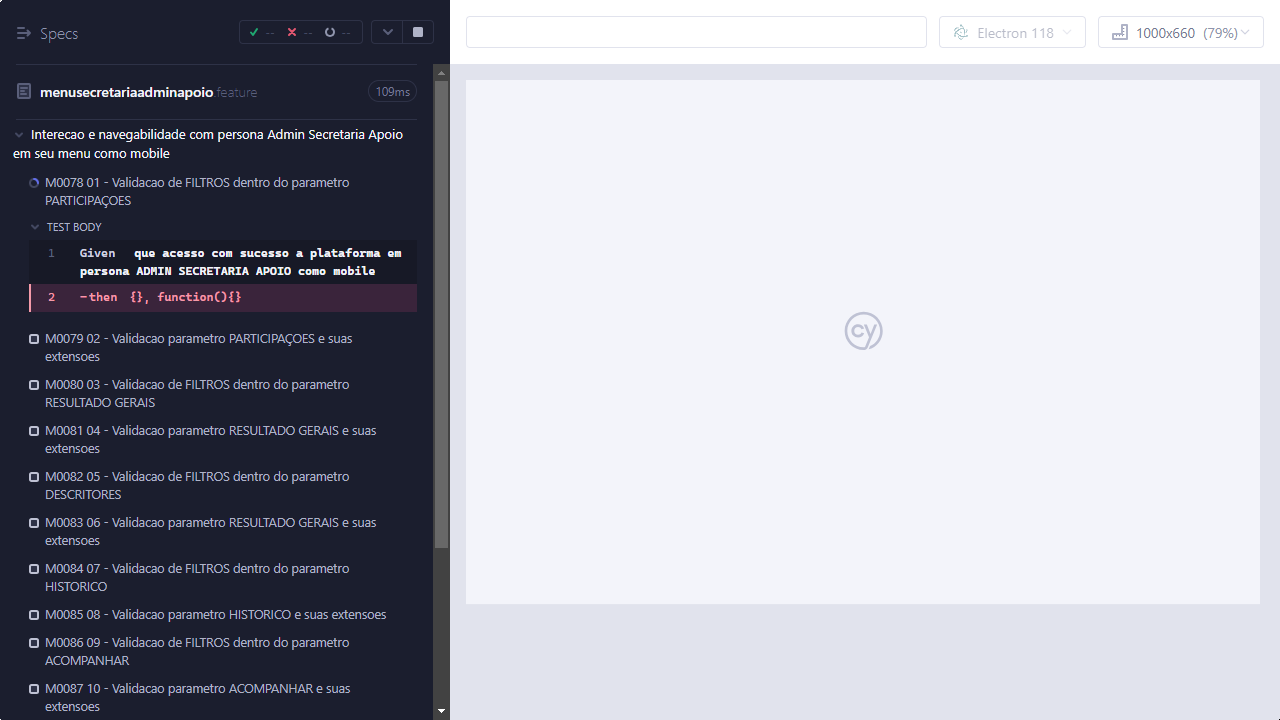 Specs
--
--
--
Electron 118
1000x660 (79%)
menusecretariaadminapoio.feature
109ms
Interecao e navegabilidade com persona Admin Secretaria Apoio
em seu menu como mobile
M0078 01 - Validacao de FILTROS dentro do parametro
PARTICIPAÇOES
TEST BODY
1 Given que acesso com sucesso a plataforma em
persona ADMIN SECRETARIA APOIO como mobile
2 -then {}, function(){}
M0079 02 - Validacao parametro PARTICIPAÇOES e suas
extensoes
M0080 03 - Validacao de FILTROS dentro do parametro
RESULTADO GERAIS
M0081 04 - Validacao parametro RESULTADO GERAIS e suas
extensoes
M0082 05 - Validacao de FILTROS dentro do parametro
DESCRITORES
M0083 06 - Validacao parametro RESULTADO GERAIS e suas
extensoes
M0084 07 - Validacao de FILTROS dentro do parametro
HISTORICO
M0085 08 - Validacao parametro HISTORICO e suas extensoes
M0086 09 - Validacao de FILTROS dentro do parametro
ACOMPANHAR
M0087 10 - Validacao parametro ACOMPANHAR e suas
extensoes
cy